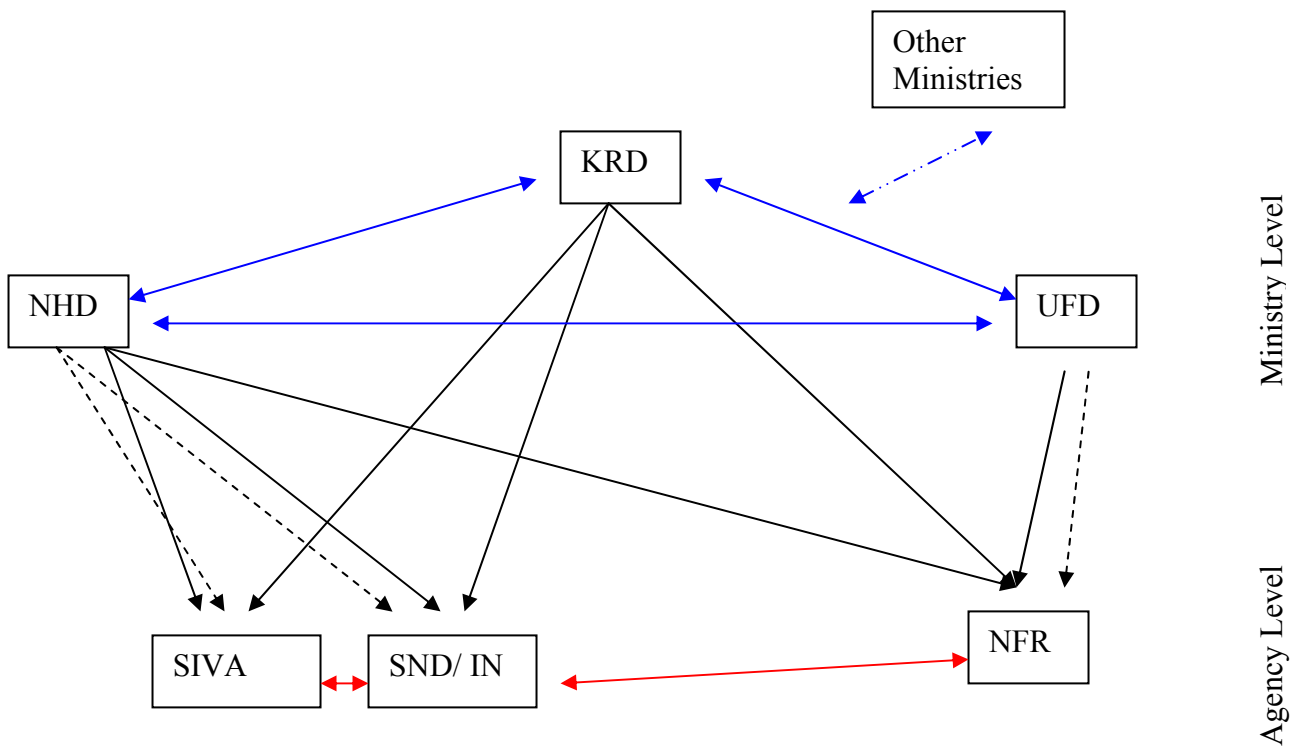 Other
Ministries
KRD
NHD
UFD
Ministry Level
SIVA
SND/ IN
NFR
Agency Level